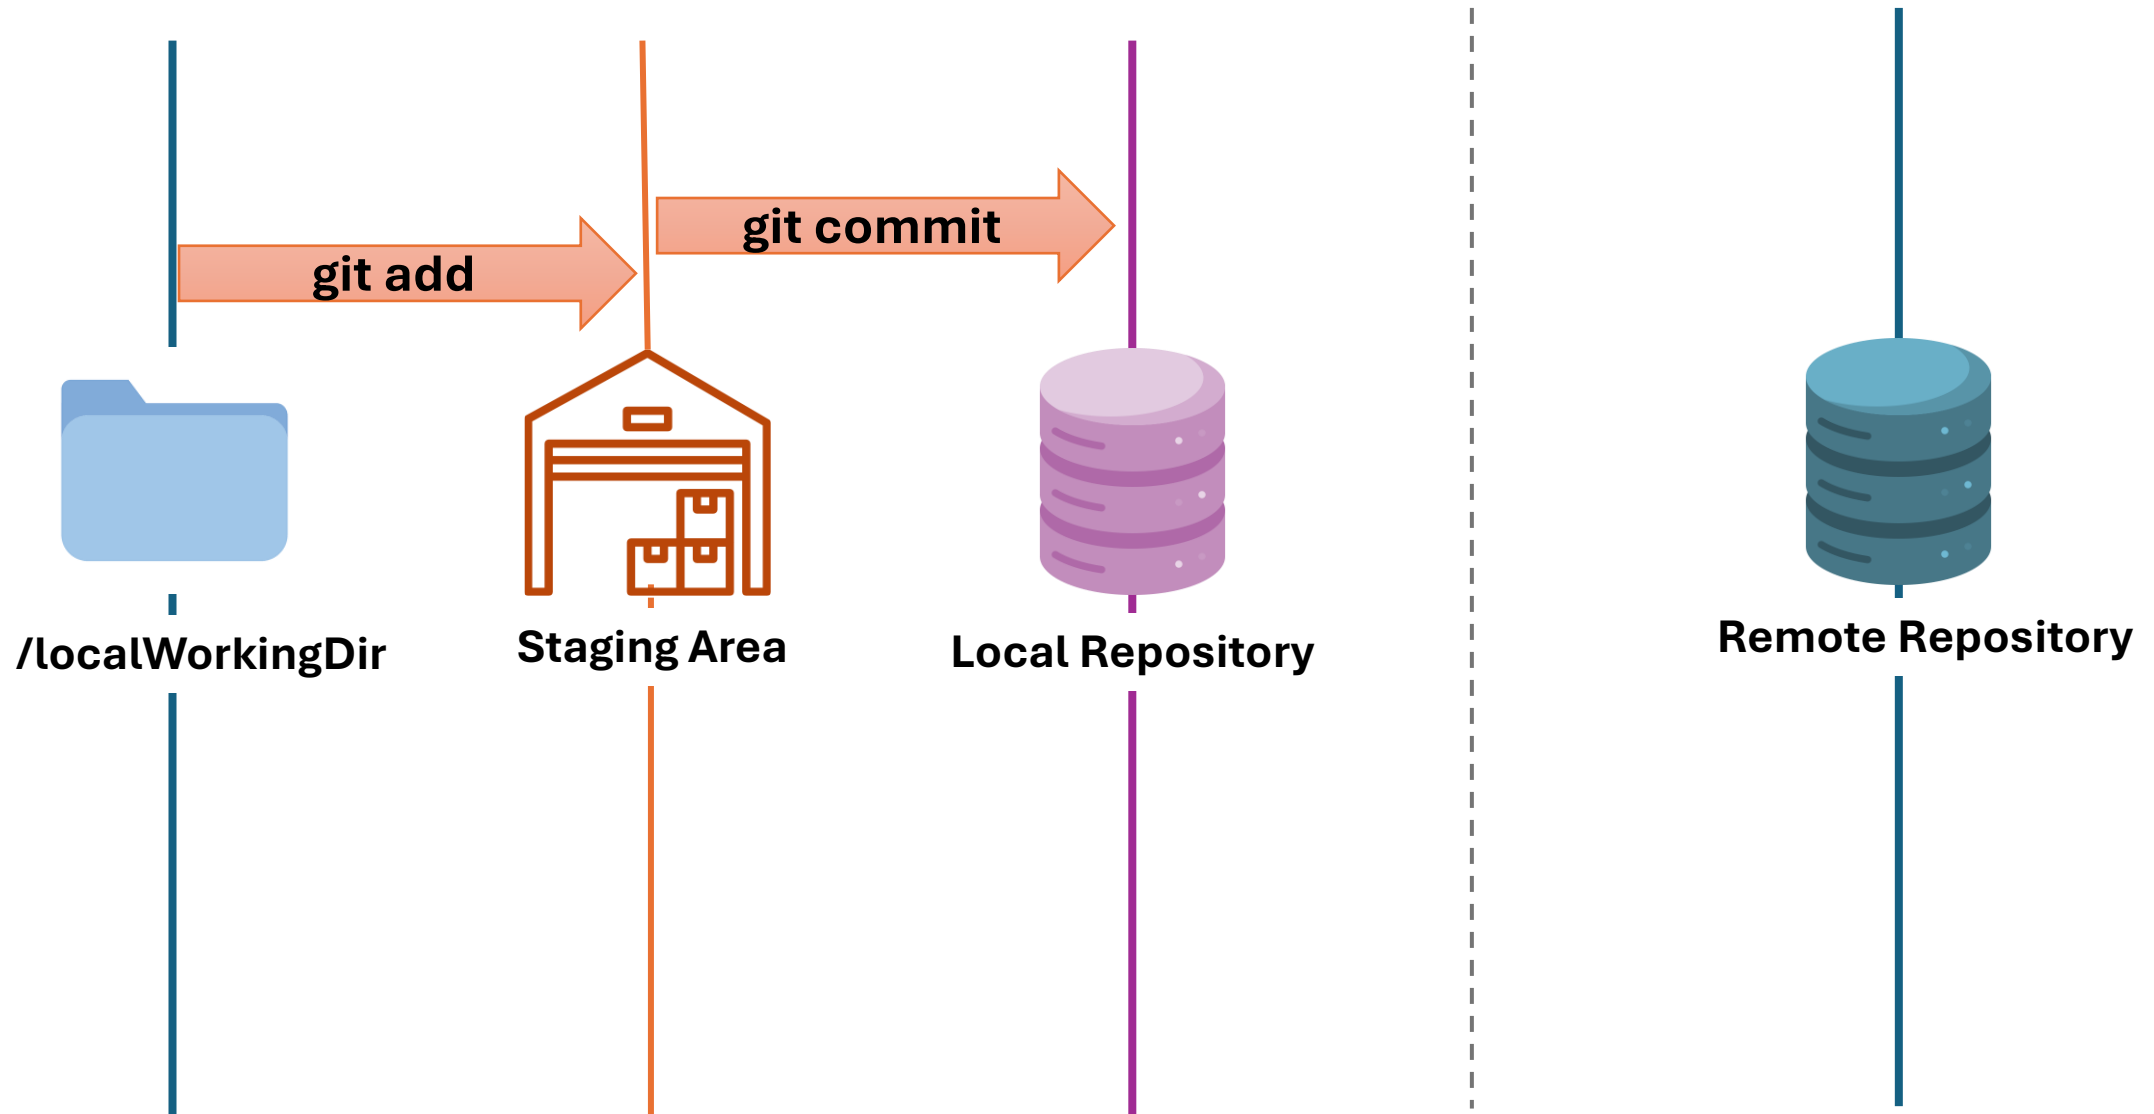 git add
git commit
/localWorkingDir
Staging Area
Local Repository
Remote Repository